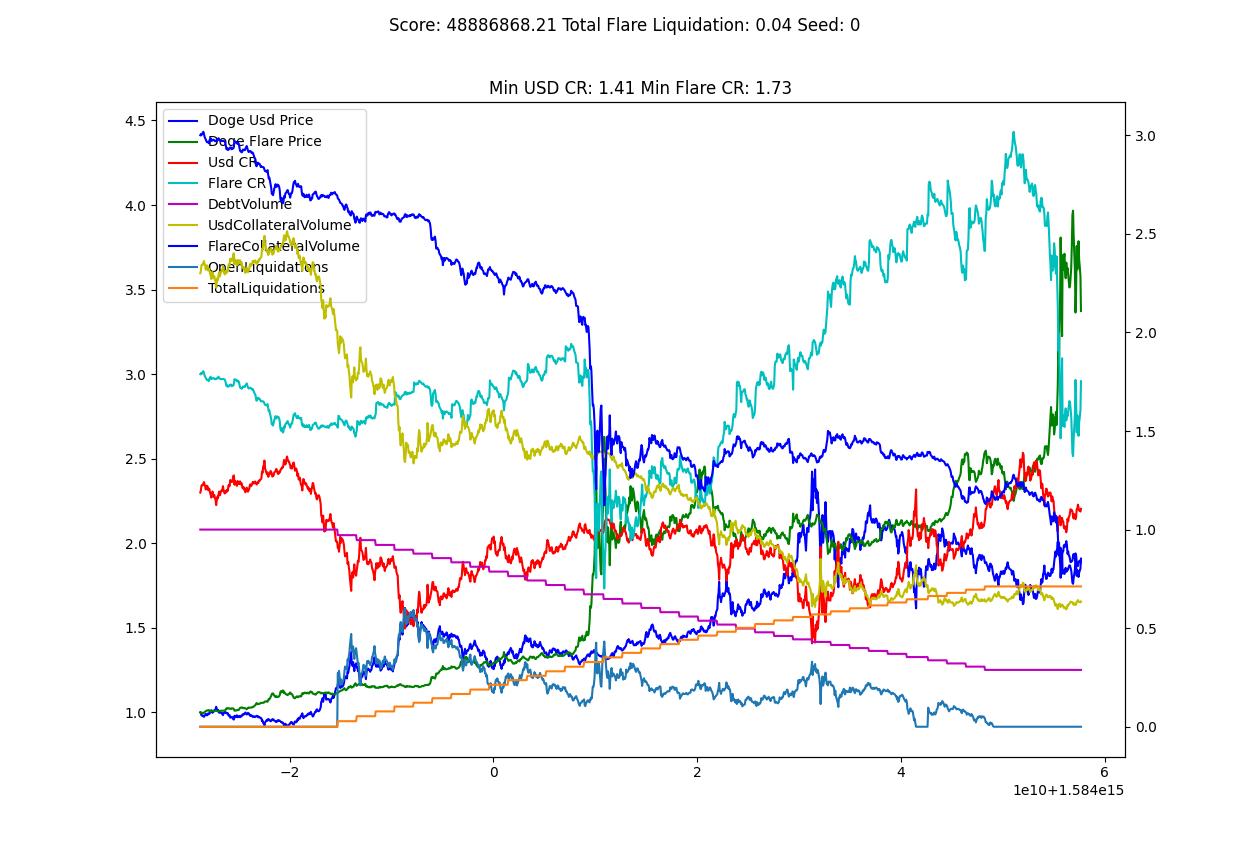 Score: 48886868.21 Total Flare Liquidation: 0.04 Seed: 0
Min USD CR: 1.41 Min Flare CR: 1.73
Doge Usd Price
Doge Flare Price
Usd CR
Flare CR
DebtVolume
UsdCollateralVolume
FlareCollateralVolume
OpenLiquidations
TotalLiquidations
4.5
4.0
3.5
3.0
2.5
2.0
1.5
1.0
3.0
2.5
2.0
1.5
1.0
0.5
0.0
−2
0
2
4
6
1e10+1.584e15